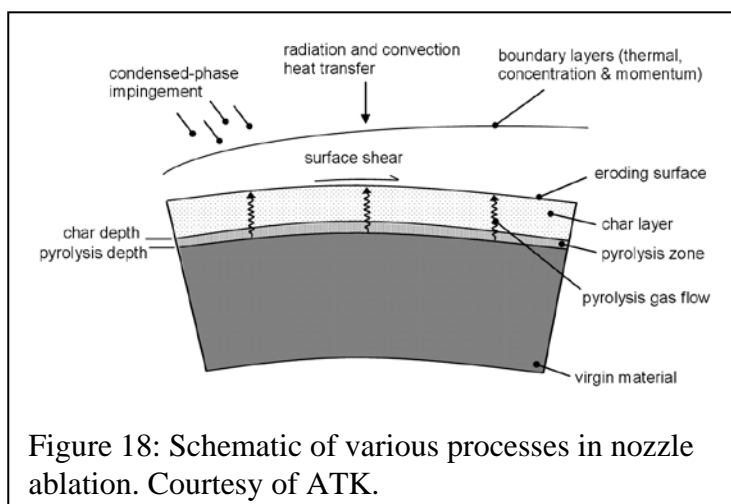 radiation and convection
heat transfer
boundary layers (thermal,
concentration & momentum)
condensed-phase
impingement
surface shear
eroding surface
char layer
char depth
pyrolysis depth
pyrolysis zone
pyrolysis gas flow
virgin material
Figure 18: Schematic of various processes in nozzle
ablation. Courtesy of ATK.